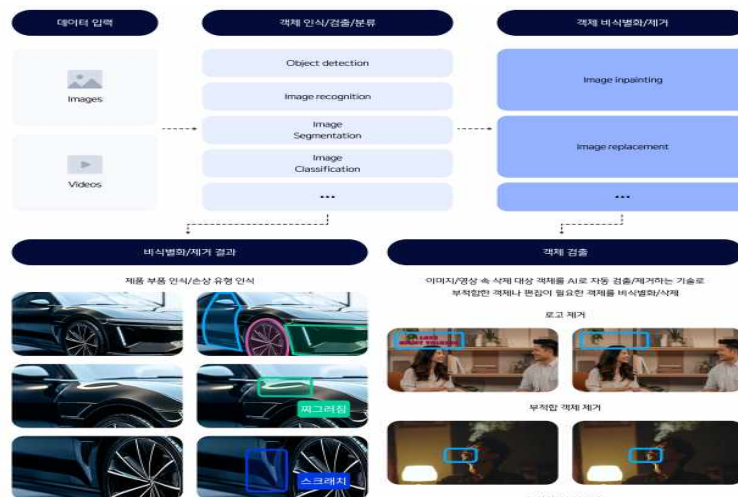 데이터 입력
객체 인식/검출/분류
객체 비식별화/제거
Images
Videos
Object detection
Image recognition
Image
Segmentation
Image
Classification
...
Image inpainting
Image replacement
...
비식별화/제거 결과
제품 부품 인식/손상 유형 인식
찌그러짐
스크래치
객체 검출
이미지/영상 속 삭제 대상 객체를 AI로 자동 검출/제거하는 기술로
부적합한 객체나 편집이 필요한 객체를 비식별화/삭제
로고 제거
부적합 객체 제거